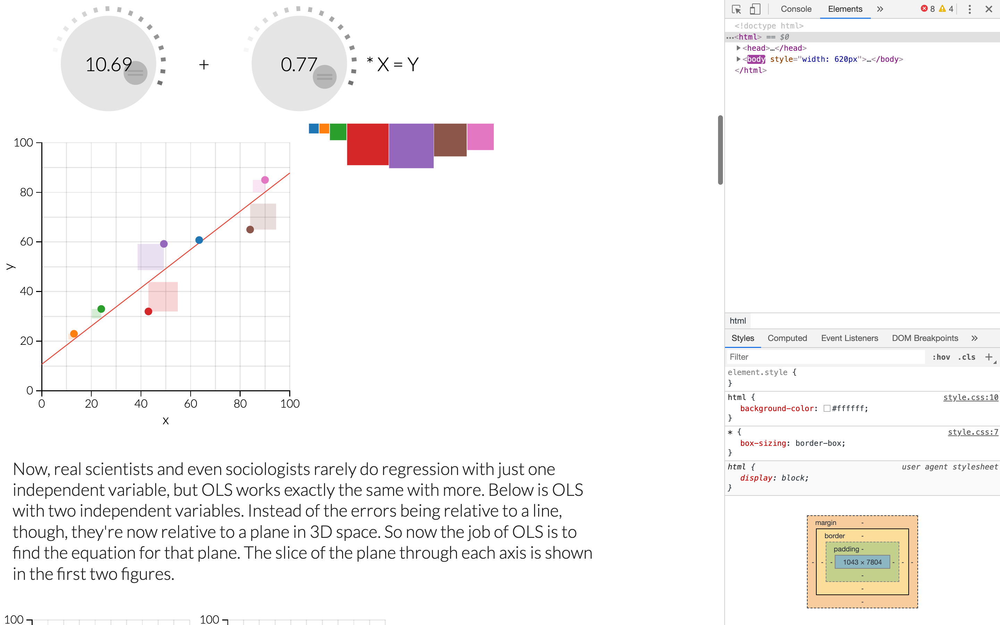 10.69 + 0.77 * X = Y
100
80
60
40
20
0
y
0 20 40 60 80 100
x
Now, real scientists and even sociologists rarely do regression with just one
independent variable, but OLS works exactly the same with more. Below is OLS
with two independent variables. Instead of the errors being relative to a line,
though, they're now relative to a plane in 3D space. So now the job of OLS is to
find the equation for that plane. The slice of the plane through each axis is shown
in the first two figures.
100 100
Console Elements » 8 4
<!doctype html>
…<html> == $0
<head>…</head>
<body style="width: 620px">…</body>
</html>
html
Styles Computed Event Listeners DOM Breakpoints »
Filter :hov .cls +
element.style {
}
html { style.css:10
background-color: #ffffff;
}
* { style.css:7
box-sizing: border-box;
}
html { user agent stylesheet
display: block;
}
margin -
border -
padding -
- - - 1043 × 7804 - - -
-
-
-